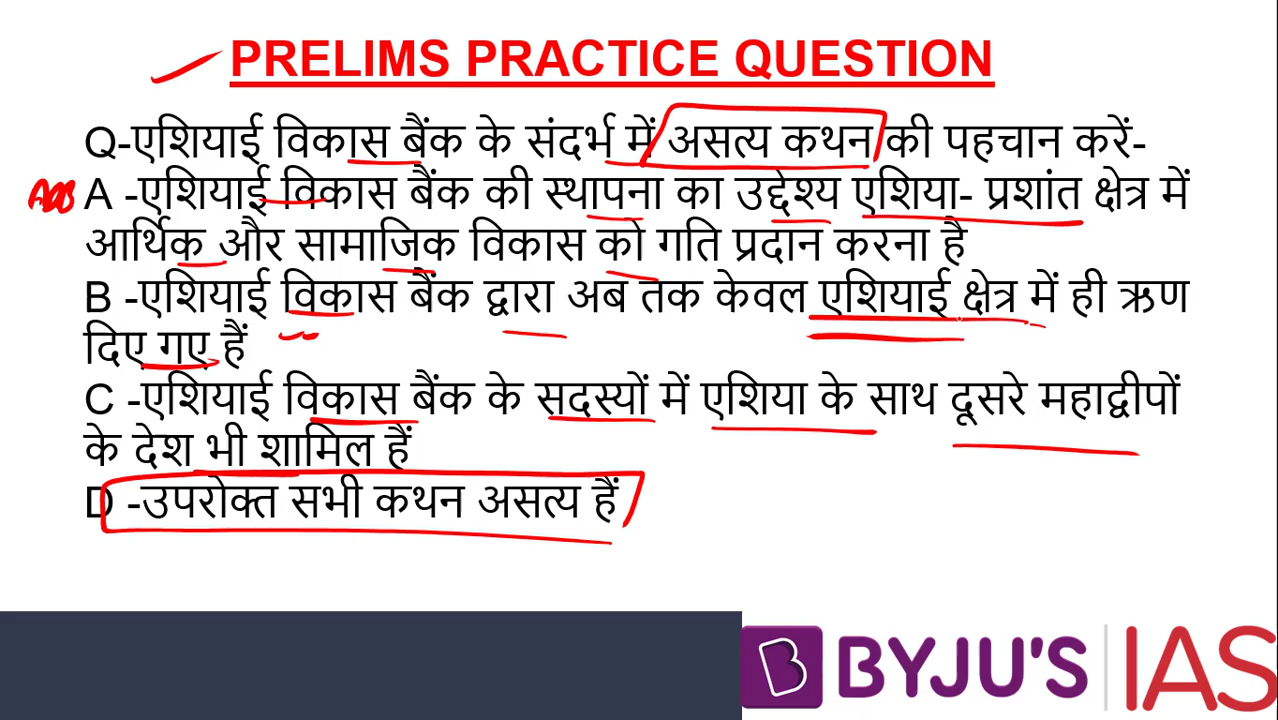 PRELIMS PRACTICE QUESTION
Q-एशियाई विकास बैंक के संदर्भ में असत्य कथन की पहचान करें-
A -एशियाई विकास बैंक की स्थापना का उद्देश्य एशिया- प्रशांत क्षेत्र में
आर्थिक और सामाजिक विकास को गति प्रदान करना है
B -एशियाई विकास बैंक द्वारा अब तक केवल एशियाई क्षेत्र में ही ऋण
दिए गए हैं
C -एशियाई विकास बैंक के सदस्यों में एशिया के साथ दूसरे महाद्वीपों
के देश भी शामिल हैं
D -उपरोक्त सभी कथन असत्य हैं
B BYJU'S IAS